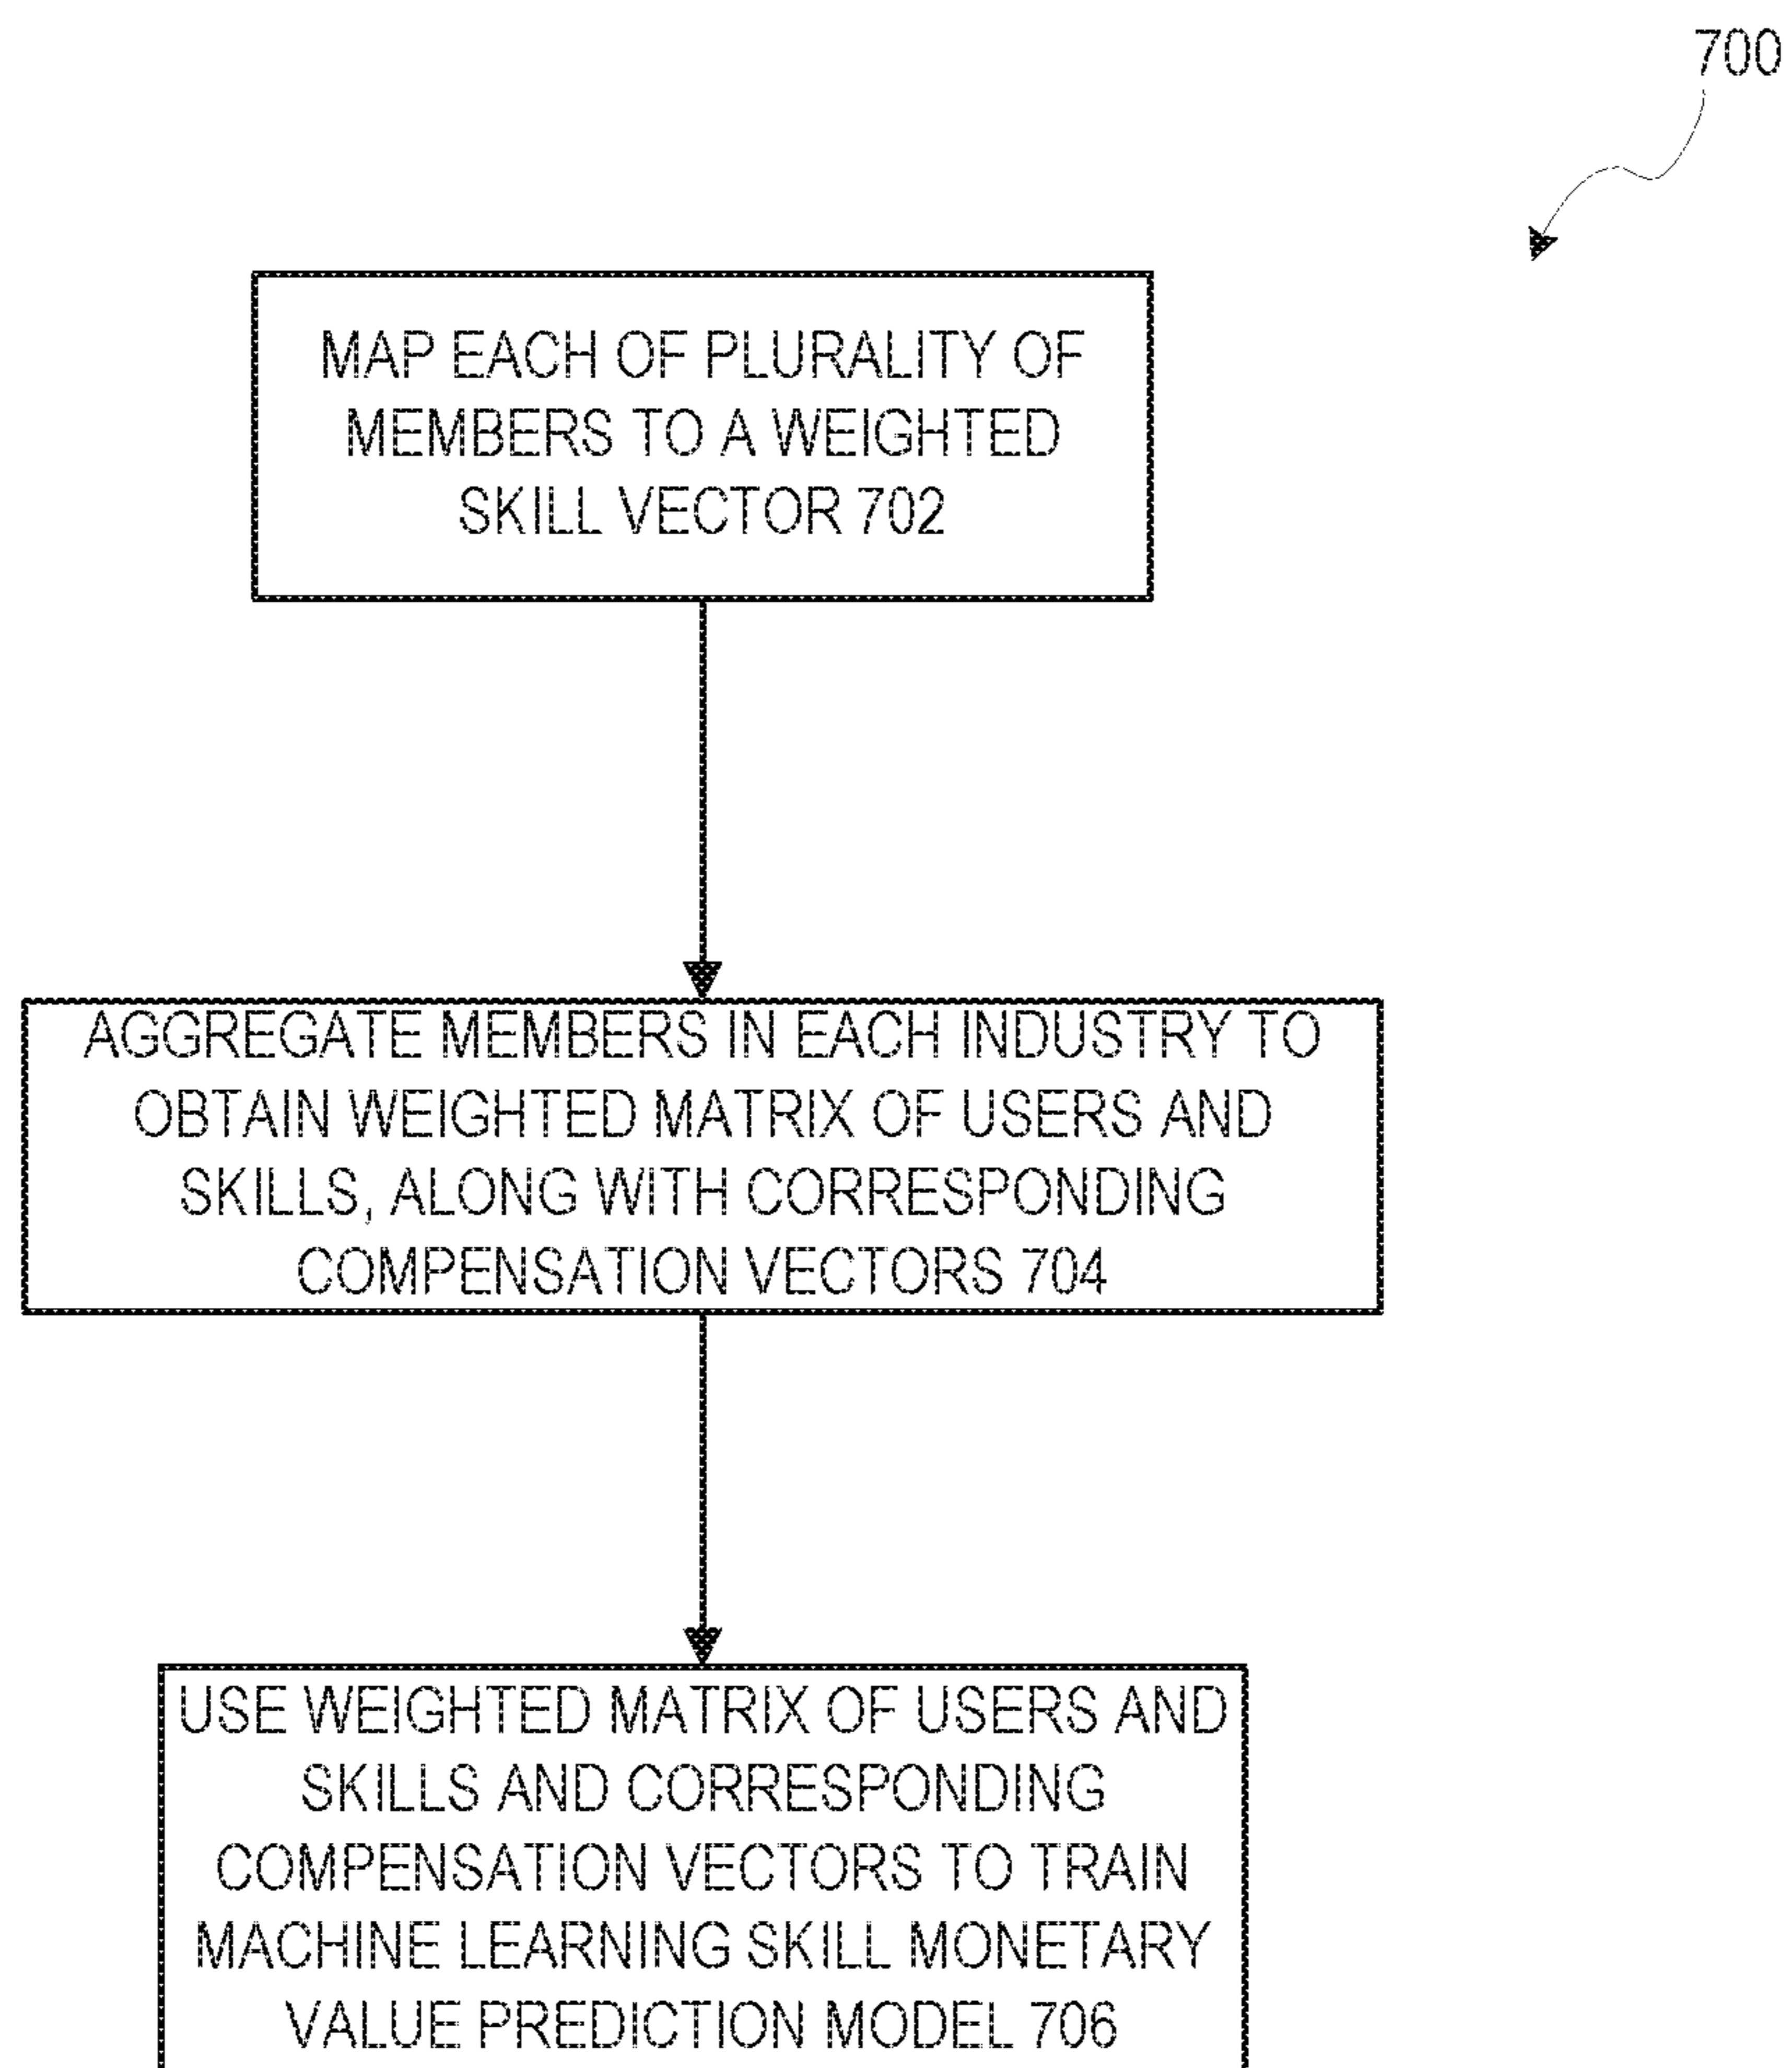 700
MAP EACH OF PLURALITY OF
MEMBERS TO A WEIGHTED
SKILL VECTOR 702
AGGREGATE MEMBERS IN EACH INDUSTRY TO
OBTAIN WEIGHTED MATRIX OF USERS AND
SKILLS, ALONG WITH CORRESPONDING
COMPENSATION VECTORS 704
USE WEIGHTED MATRIX OF USERS AND
SKILLS AND CORRESPONDING
COMPENSATION VECTORS TO TRAIN
MACHINE LEARNING SKILL MONETARY
VALUE PREDICTION MODEL 706